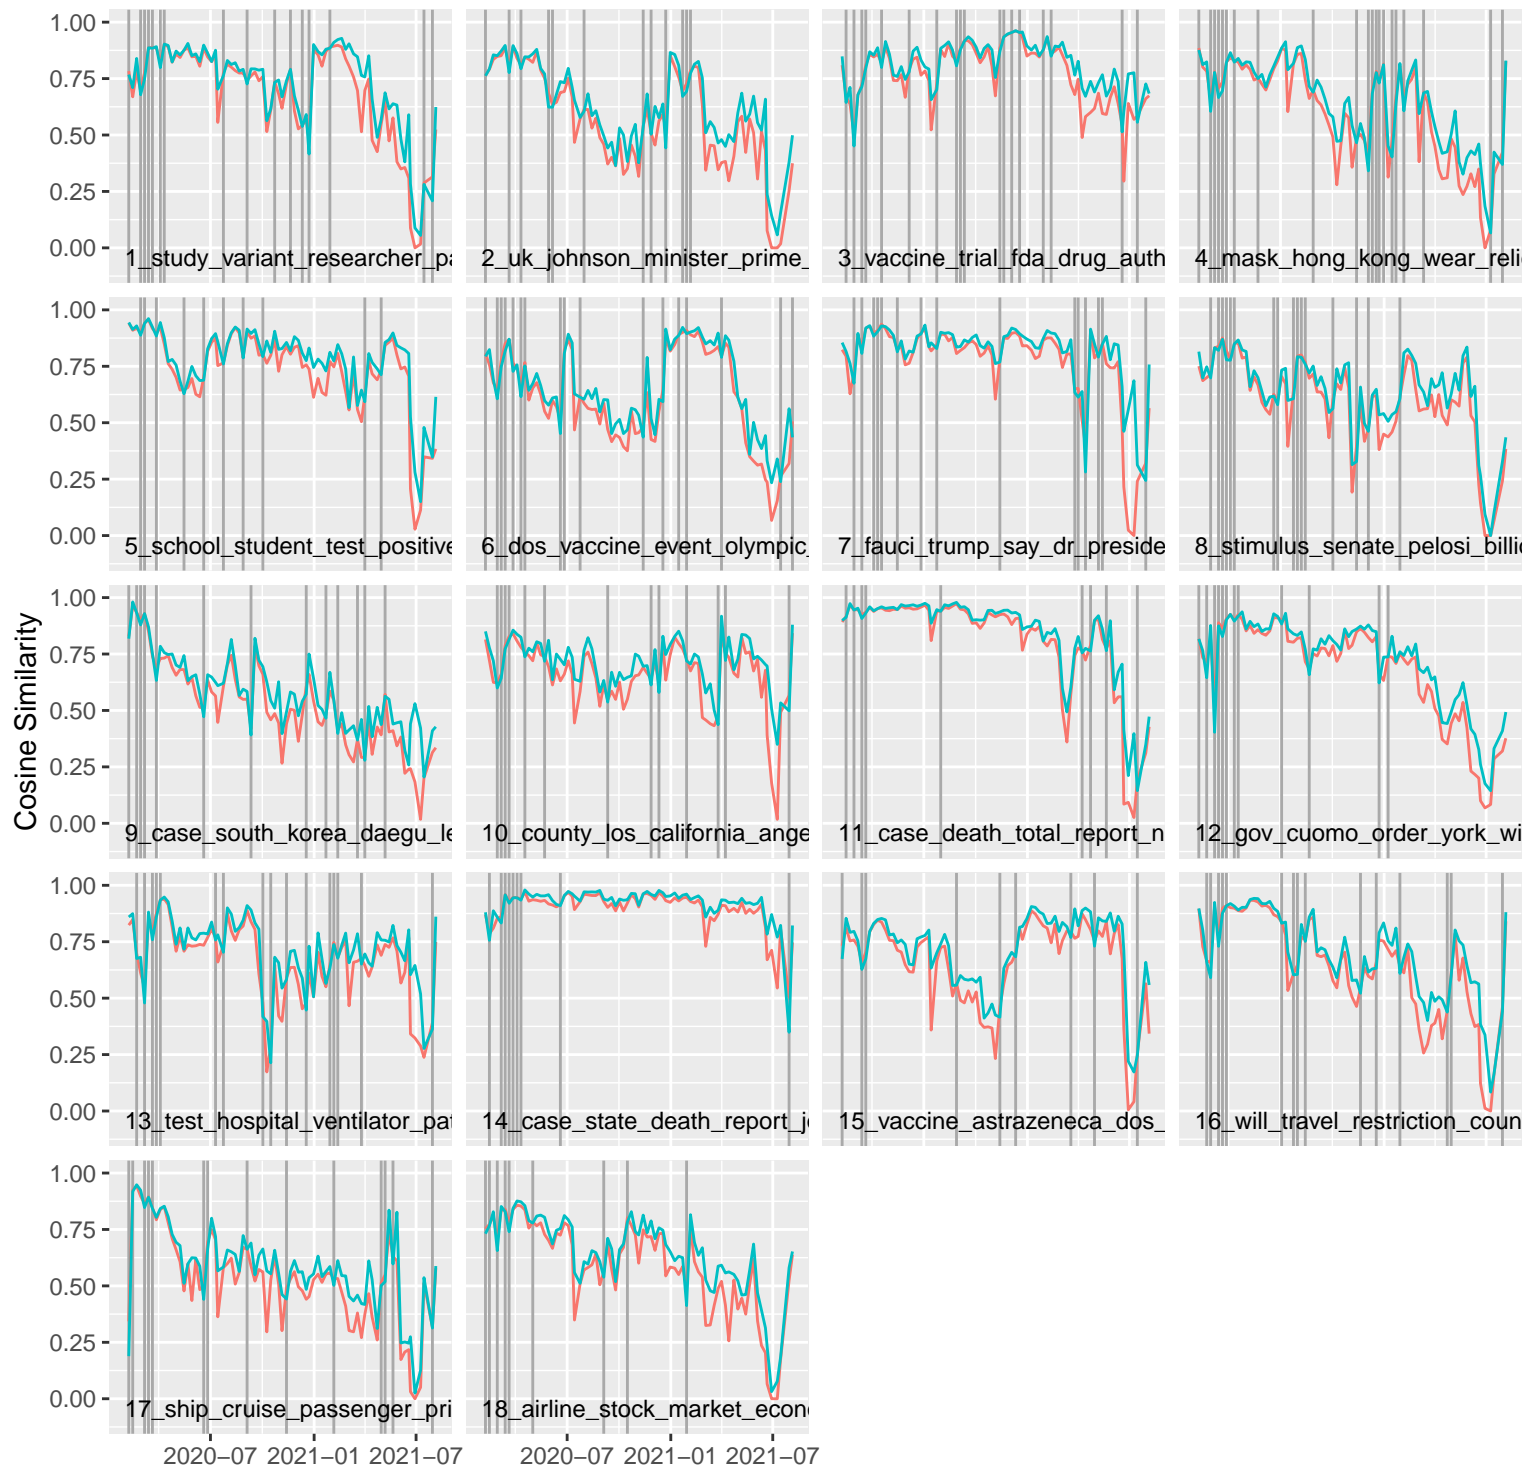 1.00
0.75
0.50
0.25
0.00
1_study_variant_researcher_pa
2_uk_johnson_minister_prime_
3_vaccine_trial_fda_drug_auth
4_mask_hong_kong_wear_reli
1.00
0.75
0.50
0.25
0.00
5_school_student_test_positive
6_dos_vaccine_event_olympic_
7_fauci_trump_say_dr_preside
8_stimulus_senate_pelosi_billio
Cosine Similarity
1.00
0.75
0.50
0.25
0.00
9_case_south_korea_daegu_le
10_county_los_california_ange
11_case_death_total_report_n
12_gov_cuomo_order_york_wi
1.00
0.75
0.50
0.25
0.00
13_test_hospital_ventilator_pat
14_case_state_death_report_j
15_vaccine_astrazeneca_dos_
16_will_travel_restriction_coun
1.00
0.75
0.50
0.25
0.00
17_ship_cruise_passenger_pri
18_airline_stock_market_econ
2020−07 2021−01 2021−07
2020−07 2021−01 2021−07